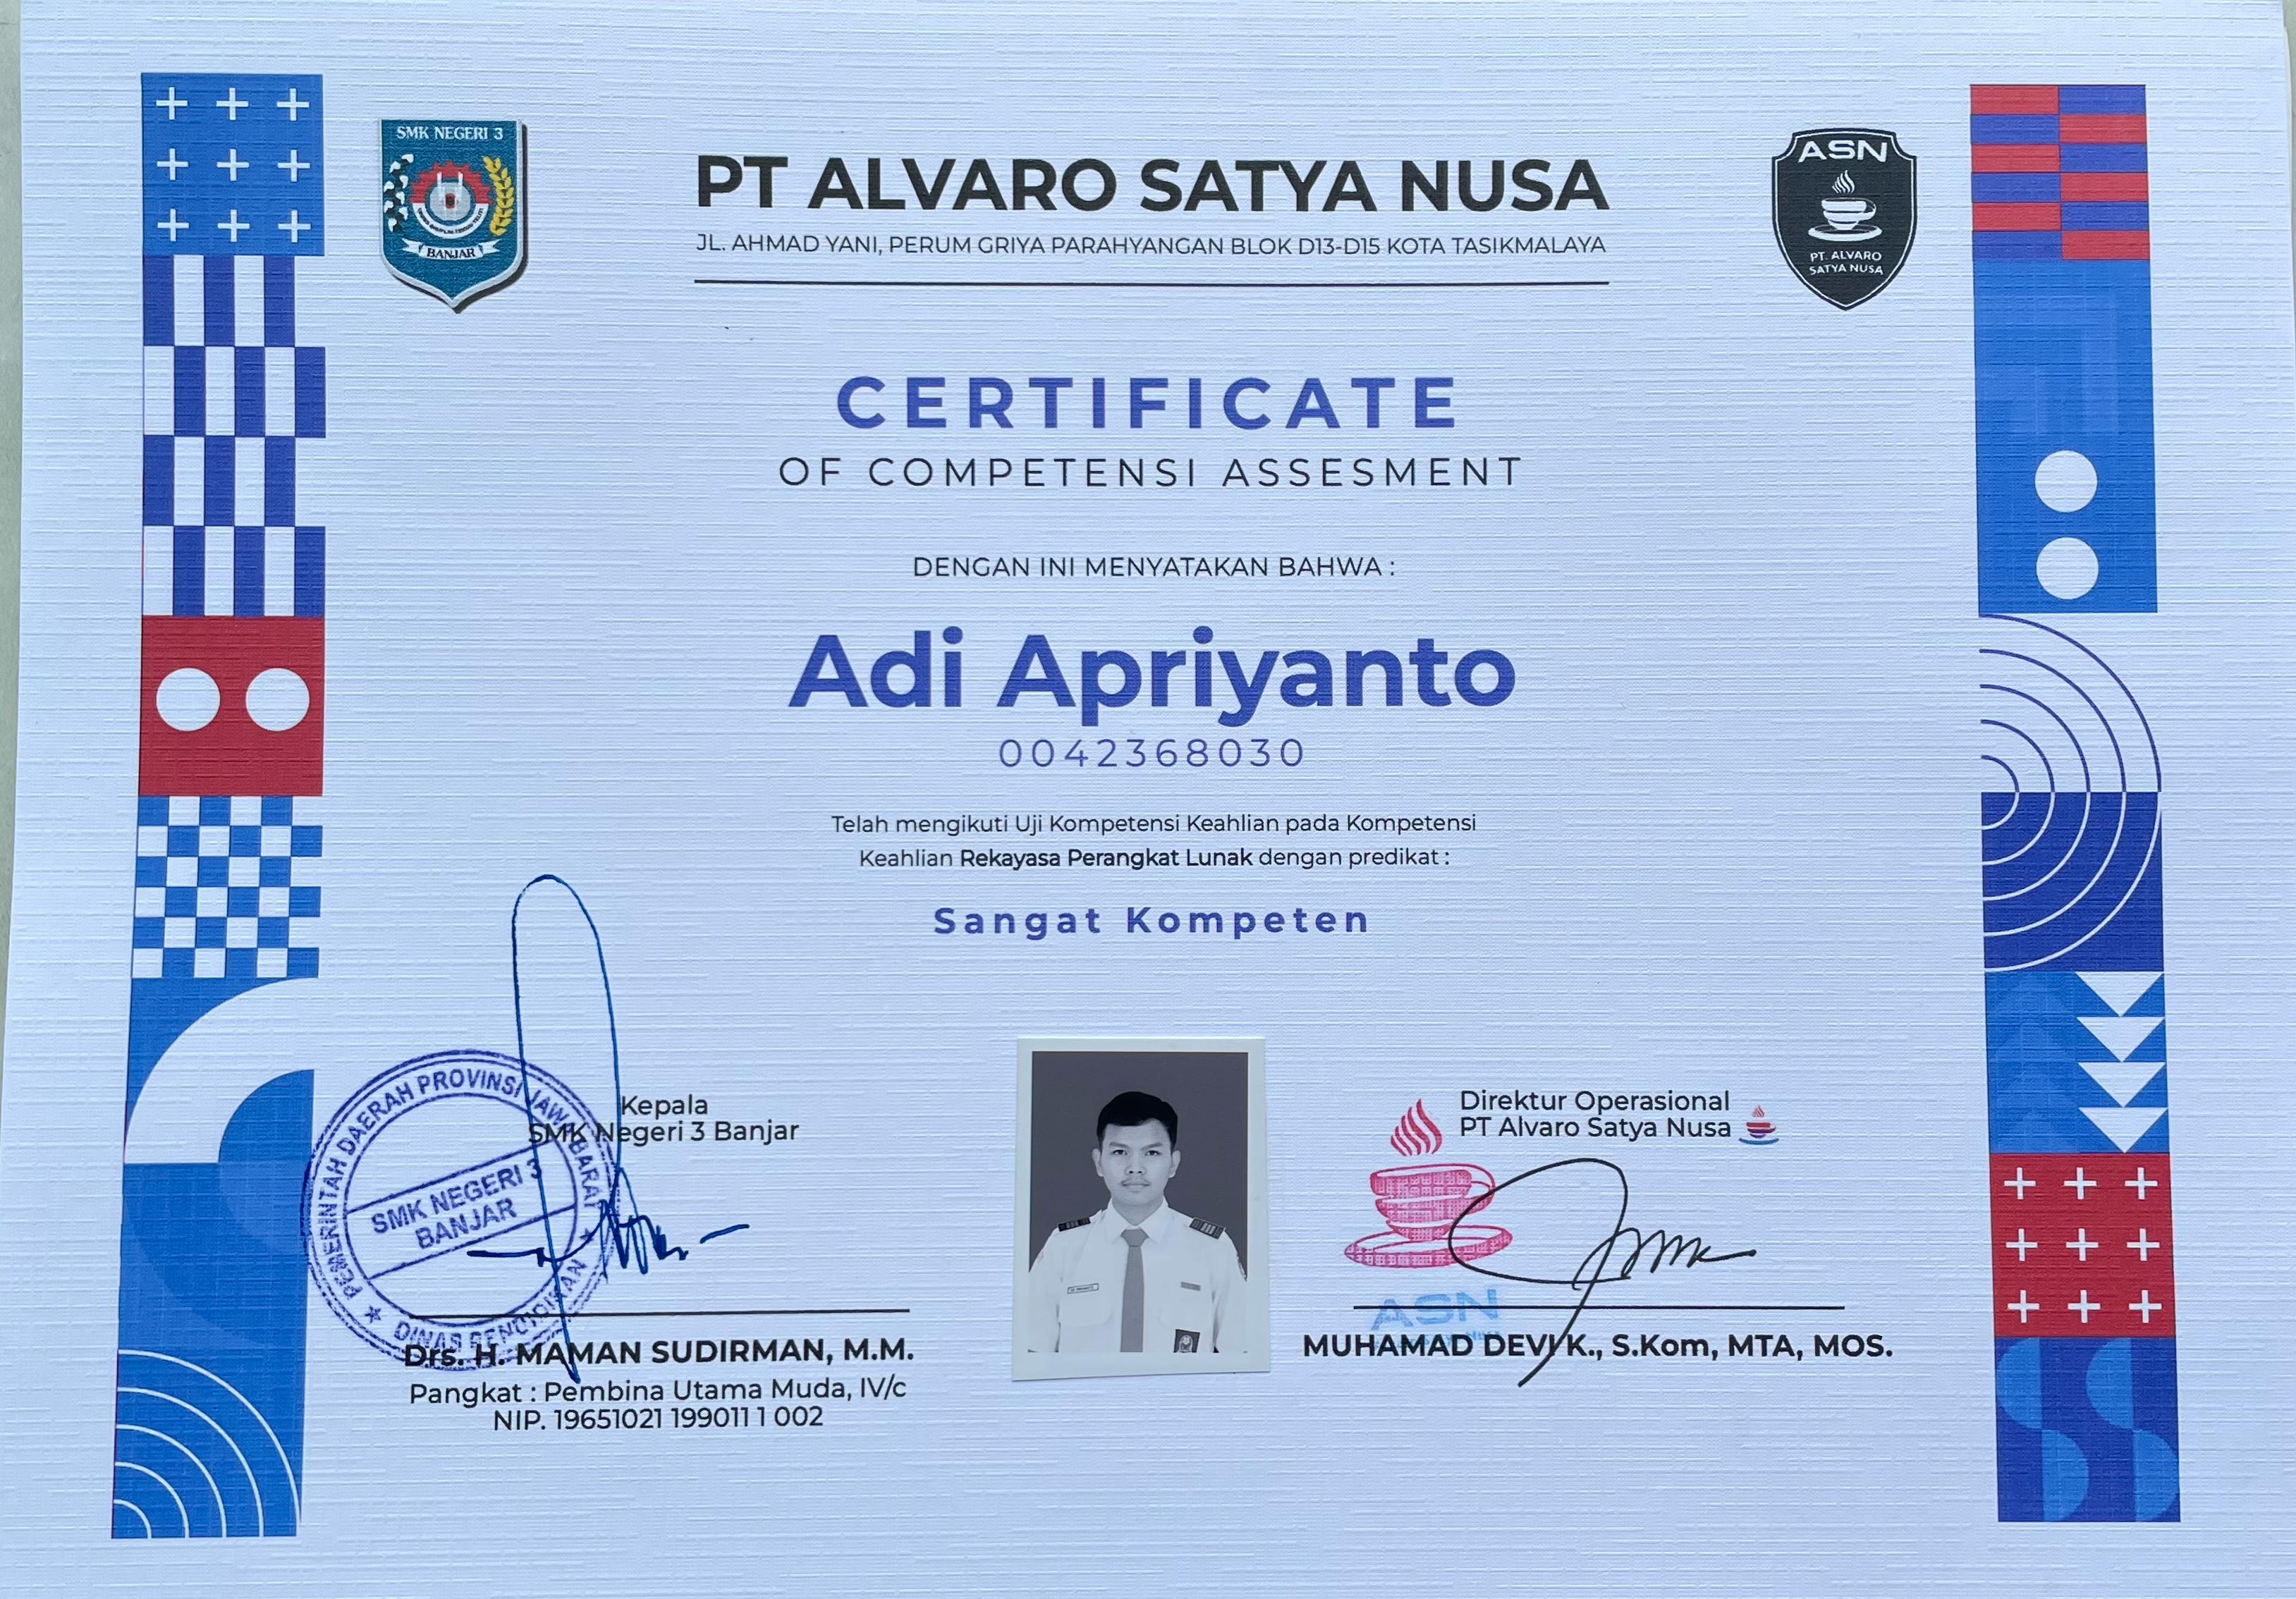 SMK NEGERI 3
BANJAR
PT ALVARO SATYA NUSA
JL. AHMAD YANI, PERUM GRIYA PARAHYANGAN BLOK D13-D15 KOTA TASIKMALAYA
ASN
PT. ALVARO
SATYA NUSA
CERTIFICATE
OF COMPETENSI ASSESMENT
DENGAN INI MENYATAKAN BAHWA :
Adi Apriyanto
0042368030
Telah mengikuti Uji Kompetensi Keahlian pada Kompetensi
Keahlian Rekayasa Perangkat Lunak dengan predikat :
Sangat Kompeten
Kepala
SMK Negeri 3 Banjar
PEMERINTAH DAERAH PROVINSI JAWA BARAT
SMK NEGERI 3
BANJAR
DINAS PENDIDIKAN
Drs. H. MAMAN SUDIRMAN, M.M.
Pangkat : Pembina Utama Muda, IV/c
NIP. 19651021 199011 1 002
Direktur Operasional
PT Alvaro Satya Nusa
ASN
MUHAMAD DEVI K., S.Kom, MTA, MOS.